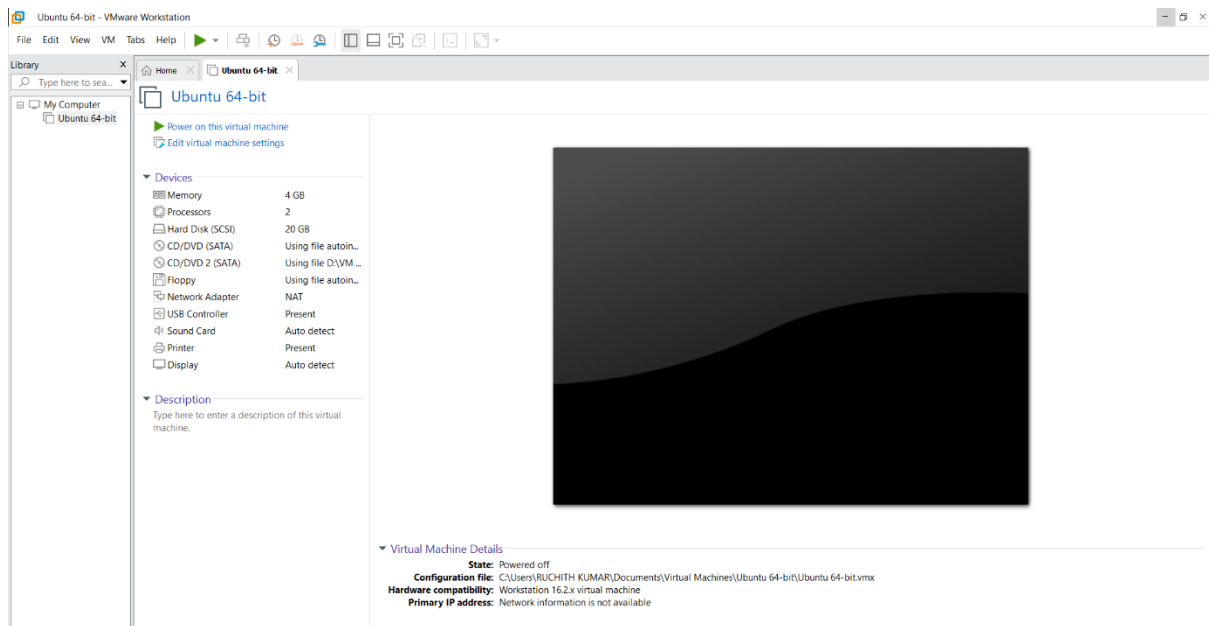 Ubuntu 64-bit - VMware Workstation
File Edit View VM Tabs Help
Library X
Type here to sea...
My Computer
Ubuntu 64-bit
Home
Ubuntu 64-bit
Ubuntu 64-bit
Power on this virtual machine
Edit virtual machine settings
Devices
Memory 4 GB
Processors 2
Hard Disk (SCSI) 20 GB
CD/DVD (SATA) Using file autoin...
CD/DVD 2 (SATA) Using file D:\VM ...
Floppy Using file autoin...
Network Adapter NAT
USB Controller Present
Sound Card Auto detect
Printer Present
Display Auto detect
Description
Type here to enter a description of this virtual
machine.
Virtual Machine Details
State: Powered off
Configuration file: C:\Users\RUCHITH KUMAR\Documents\Virtual Machines\Ubuntu 64-bit\Ubuntu 64-bit.vmx
Hardware compatibility: Workstation 16.2.x virtual machine
Primary IP address: Network information is not available